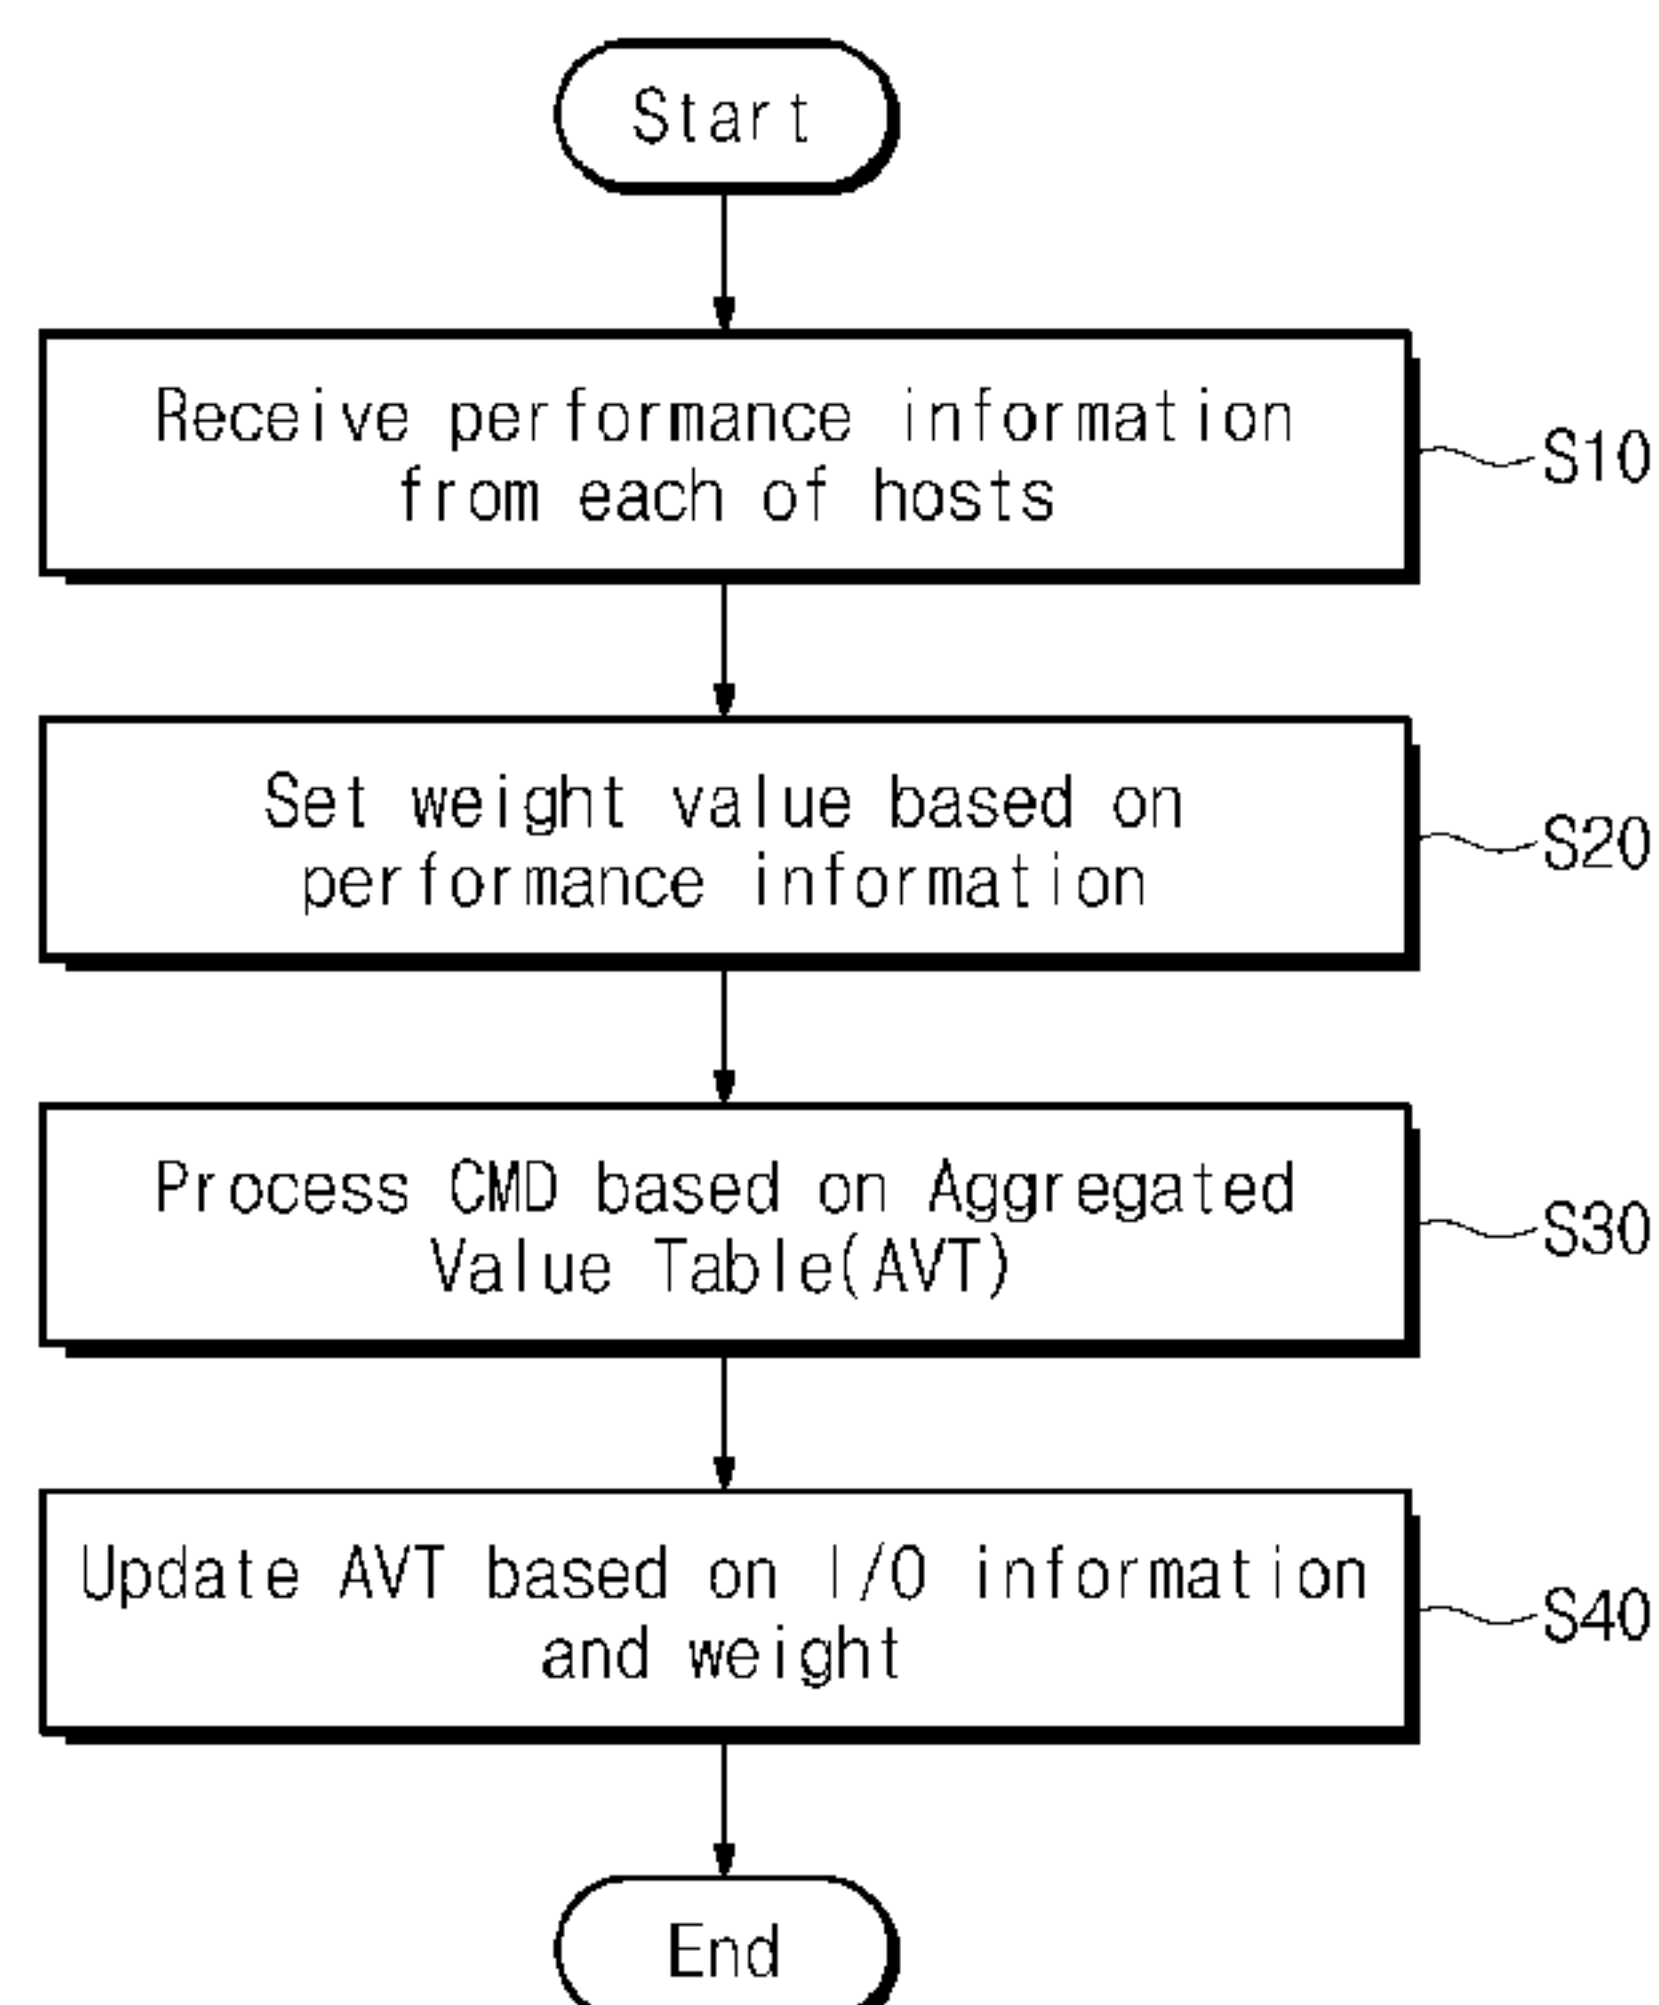 Start
Receive performance information
from each of hosts
S10
Set weight value based on
performance information
S20
Process CMD based on Aggregated
Value Table(AVT)
S30
Update AVT based on I/O information
and weight
S40
End